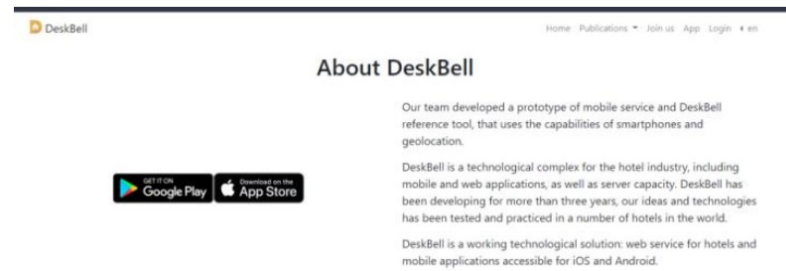 DeskBell
Home Publications Join us App Login en
About DeskBell
Our team developed a prototype of mobile service and DeskBell
reference tool, that uses the capabilities of smartphones and
geolocation.
GET IT ON
Google Play
Download on the
App Store
DeskBell is a technological complex for the hotel industry, including
mobile and web applications, as well as server capacity. DeskBell has
been developing for more than three years, our ideas and technologies
has been tested and practiced in a number of hotels in the world.
DeskBell is a working technological solution: web service for hotels and
mobile applications accessible for iOS and Android.